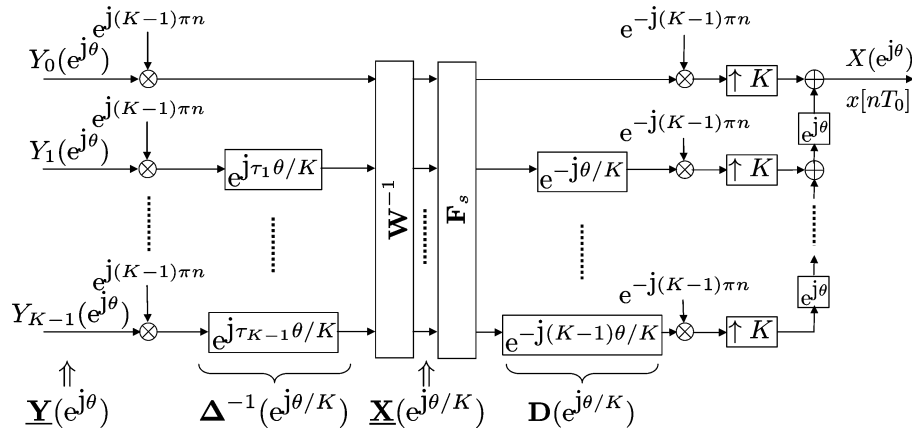 e^{j(K−1)πn} e^{−j(K−1)πn}
Y_0(e^{jθ}) ↑ K X(e^{jθ})
x[nT_0]
e^{j(K−1)πn} e^{−j(K−1)πn} e^{jθ}
Y_1(e^{jθ}) e^{jτ_1θ/K} e^{−jθ/K} ↑ K
W^{−1} F_s
e^{j(K−1)πn} e^{−j(K−1)πn} e^{jθ}
Y_{K−1}(e^{jθ}) e^{jτ_{K−1}θ/K} e^{−j(K−1)θ/K} ↑ K
Y(e^{jθ}) Δ^{−1}(e^{jθ/K}) X(e^{jθ/K}) D(e^{jθ/K})